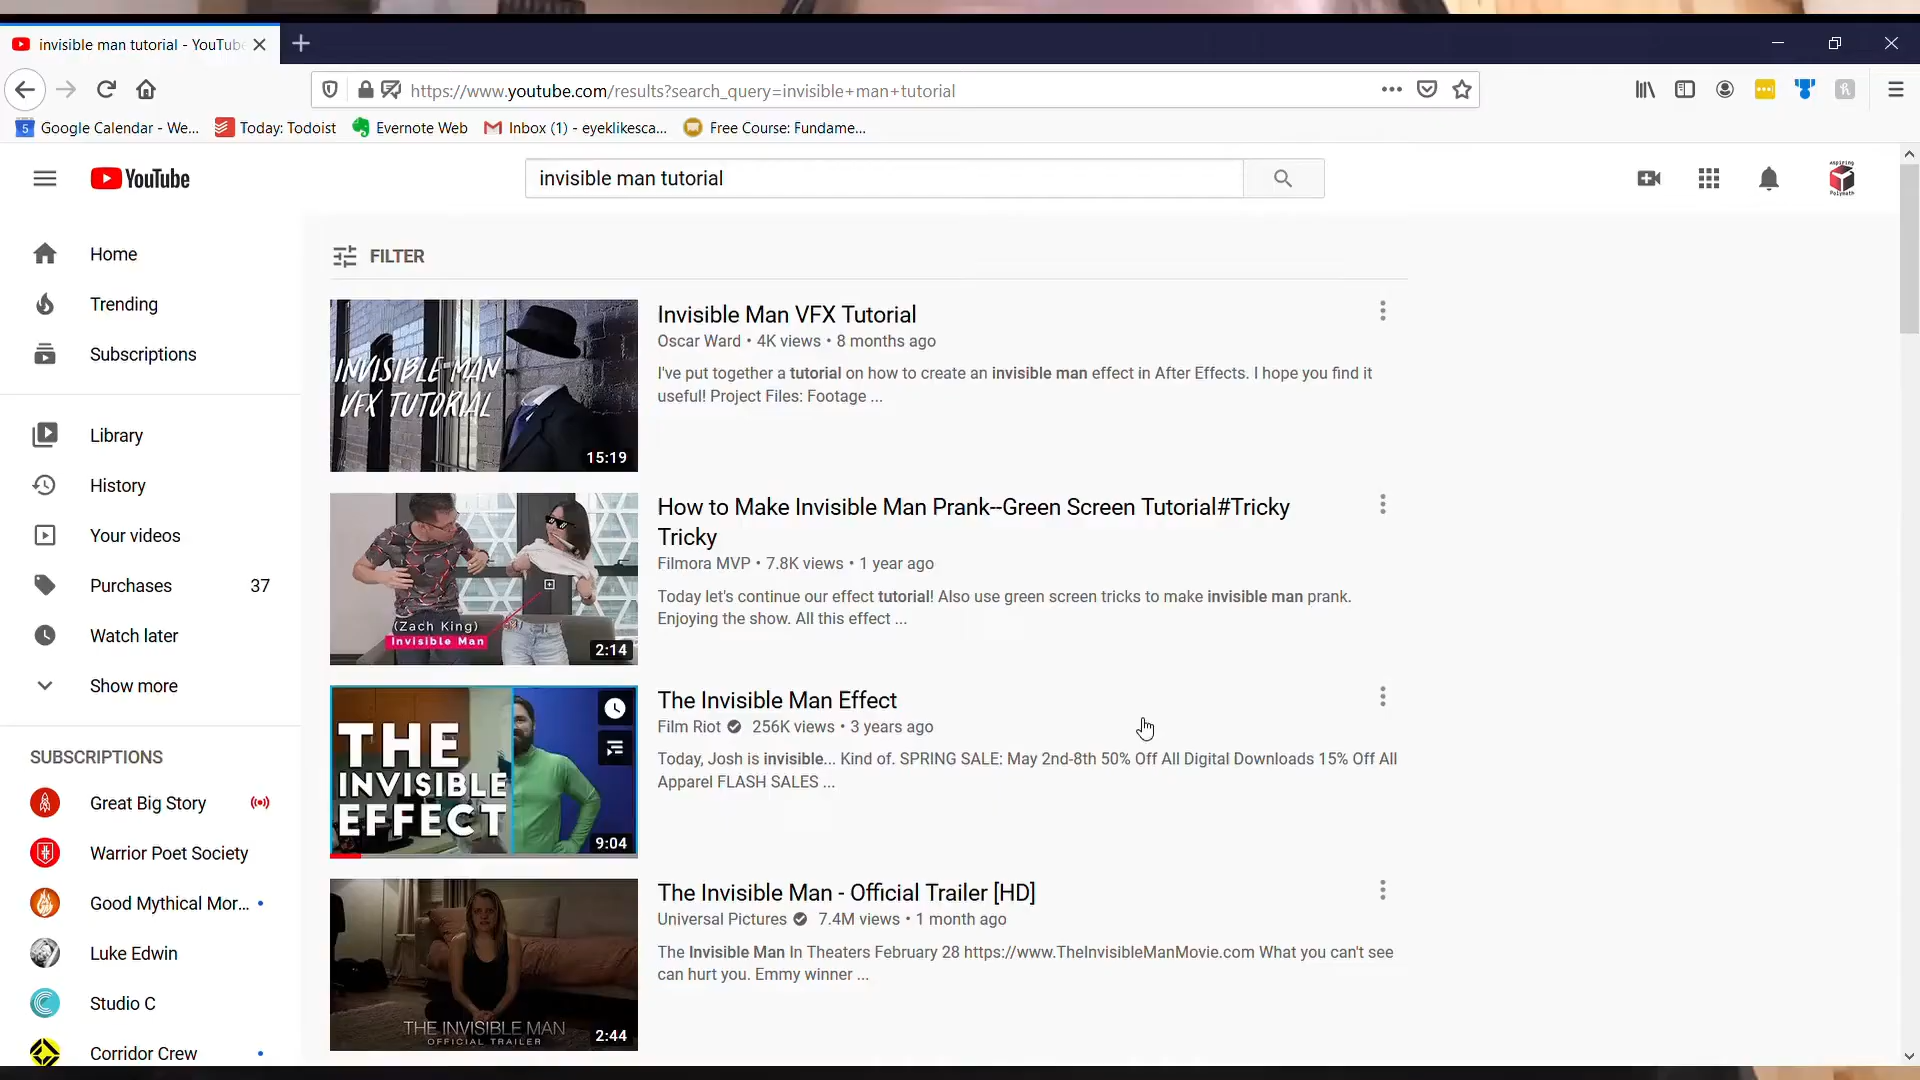 invisible man tutorial - YouTube
https://www.youtube.com/results?search_query=invisible+man+tutorial
5 Google Calendar - We... Today: Todoist Evernote Web Inbox (1) - eyeklikesca... Free Course: Fundame...
YouTube
invisible man tutorial
Aspiring
Polymath
Home
Trending
Subscriptions
Library
History
Your videos
Purchases 37
Watch later
Show more
SUBSCRIPTIONS
Great Big Story
Warrior Poet Society
Good Mythical Mor...
Luke Edwin
Studio C
Corridor Crew
FILTER
INVISIBLE MAN
VFX TUTORIAL
15:19
Invisible Man VFX Tutorial
Oscar Ward • 4K views • 8 months ago
I've put together a tutorial on how to create an invisible man effect in After Effects. I hope you find it
useful! Project Files: Footage ...
(Zach King)
Invisible Man
2:14
How to Make Invisible Man Prank--Green Screen Tutorial#Tricky
Tricky
Filmora MVP • 7.8K views • 1 year ago
Today let's continue our effect tutorial! Also use green screen tricks to make invisible man prank.
Enjoying the show. All this effect ...
THE
INVISIBLE
EFFECT
9:04
The Invisible Man Effect
Film Riot 256K views • 3 years ago
Today, Josh is invisible... Kind of. SPRING SALE: May 2nd-8th 50% Off All Digital Downloads 15% Off All
Apparel FLASH SALES ...
THE INVISIBLE MAN
OFFICIAL TRAILER
2:44
The Invisible Man - Official Trailer [HD]
Universal Pictures 7.4M views • 1 month ago
The Invisible Man In Theaters February 28 https://www.TheInvisibleManMovie.com What you can't see
can hurt you. Emmy winner ...